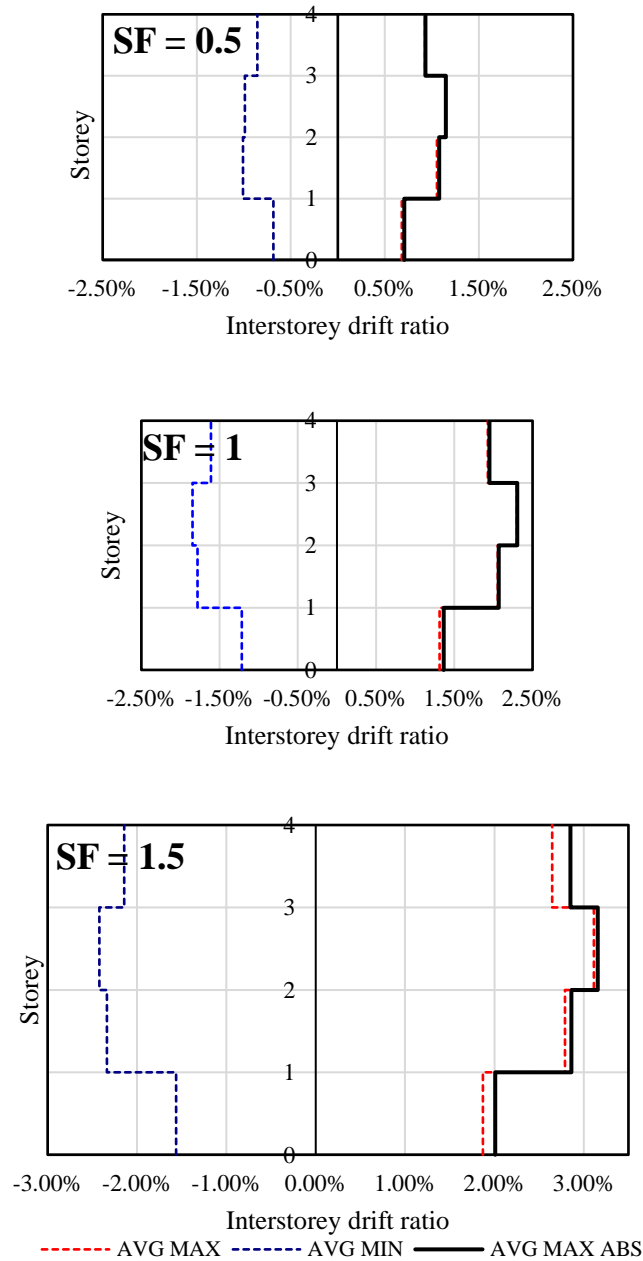 4
SF = 0.5
3
Storey
2
1
0
-2.50% -1.50% -0.50% 0.50% 1.50% 2.50%
Interstorey drift ratio
4
SF = 1
3
Storey
2
1
0
-2.50% -1.50% -0.50% 0.50% 1.50% 2.50%
Interstorey drift ratio
4
SF = 1.5
3
Storey
2
1
0
-3.00% -2.00% -1.00% 0.00% 1.00% 2.00% 3.00%
Interstorey drift ratio
AVG MAX AVG MIN AVG MAX ABS